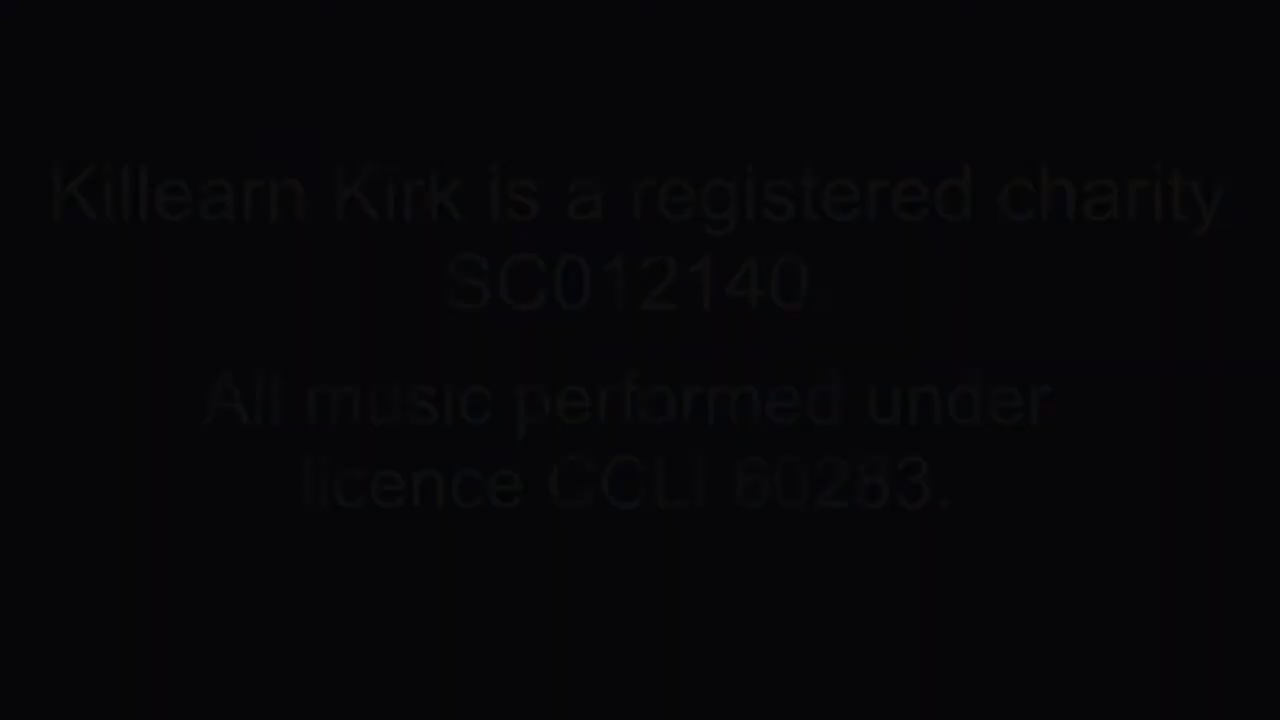 Killearn Kirk is a registered charity
SC012140.
All music performed under
licence CCLI 60283.